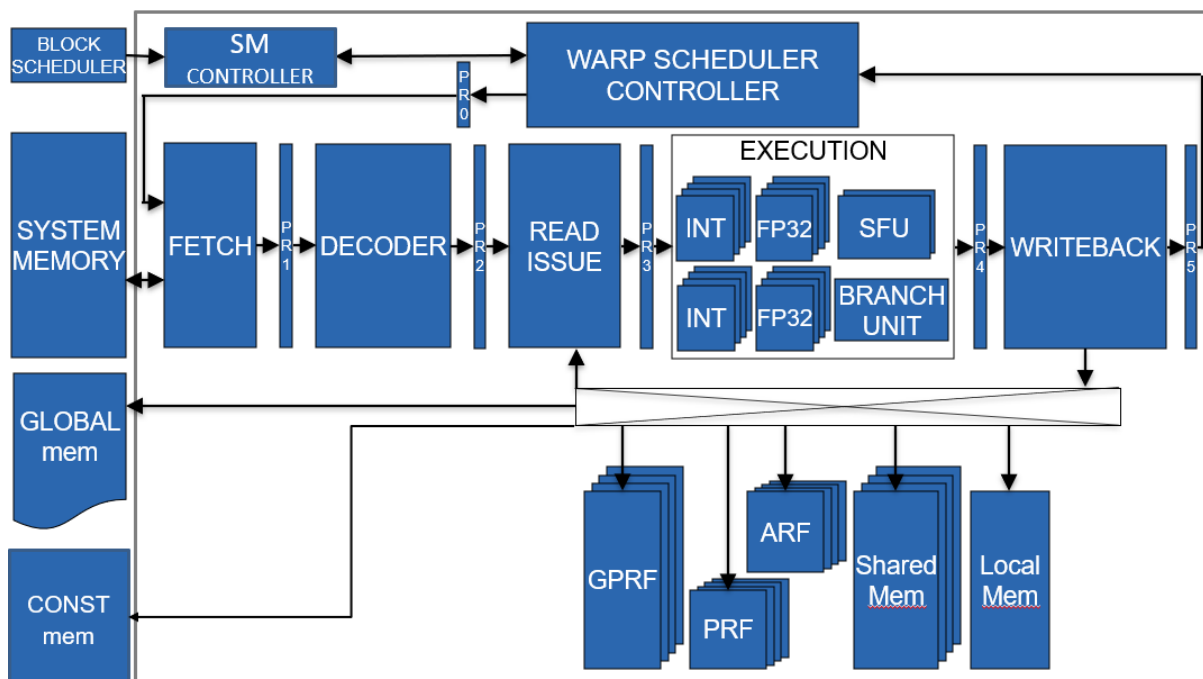 BLOCK
SCHEDULER
SM
CONTROLLER
WARP SCHEDULER
CONTROLLER
PR0
SYSTEM
MEMORY
FETCH
PR1
DECODER
PR2
READ
ISSUE
PR3
EXECUTION
INT
FP32
SFU
INT
FP32
BRANCH
UNIT
PR4
WRITEBACK
PR5
GLOBAL
mem
CONST
mem
GPRF
PRF
ARF
Shared
Mem
Local
Mem